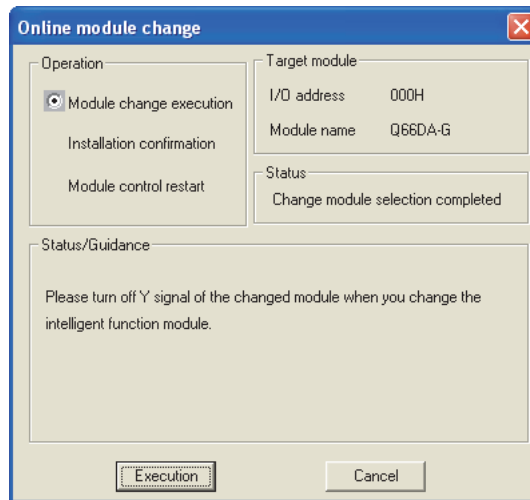 Online module change
Operation
Module change execution
Installation confirmation
Module control restart
Target module
I/O address 000H
Module name Q66DA-G
Status
Change module selection completed
Status/Guidance
Please turn off Y signal of the changed module when you change the
intelligent function module.
Execution
Cancel